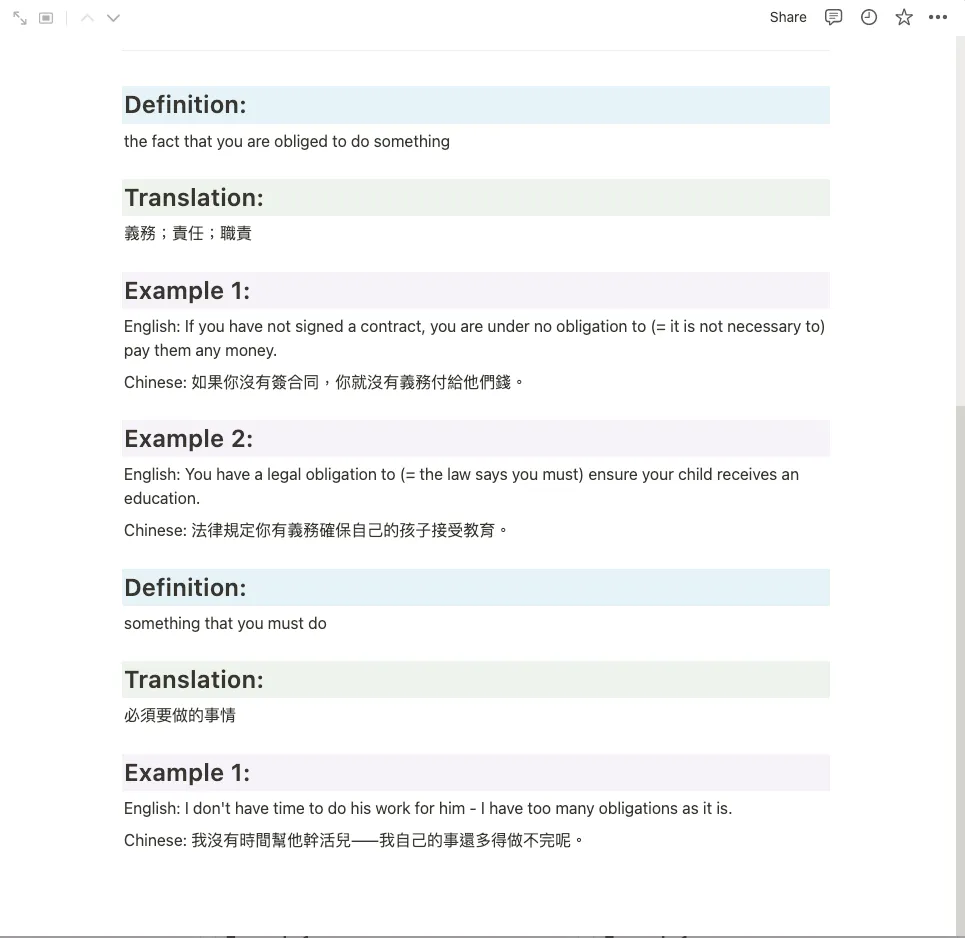 Share
Definition:
the fact that you are obliged to do something
Translation:
義務；責任；職責
Example 1:
English: If you have not signed a contract, you are under no obligation to (= it is not necessary to)
pay them any money.
Chinese: 如果你沒有簽合同，你就沒有義務付給他們錢。
Example 2:
English: You have a legal obligation to (= the law says you must) ensure your child receives an
education.
Chinese: 法律規定你有義務確保自己的孩子接受教育。
Definition:
something that you must do
Translation:
必須要做的事情
Example 1:
English: I don't have time to do his work for him - I have too many obligations as it is.
Chinese: 我沒有時間幫他幹活兒——我自己的事還多得做不完呢。